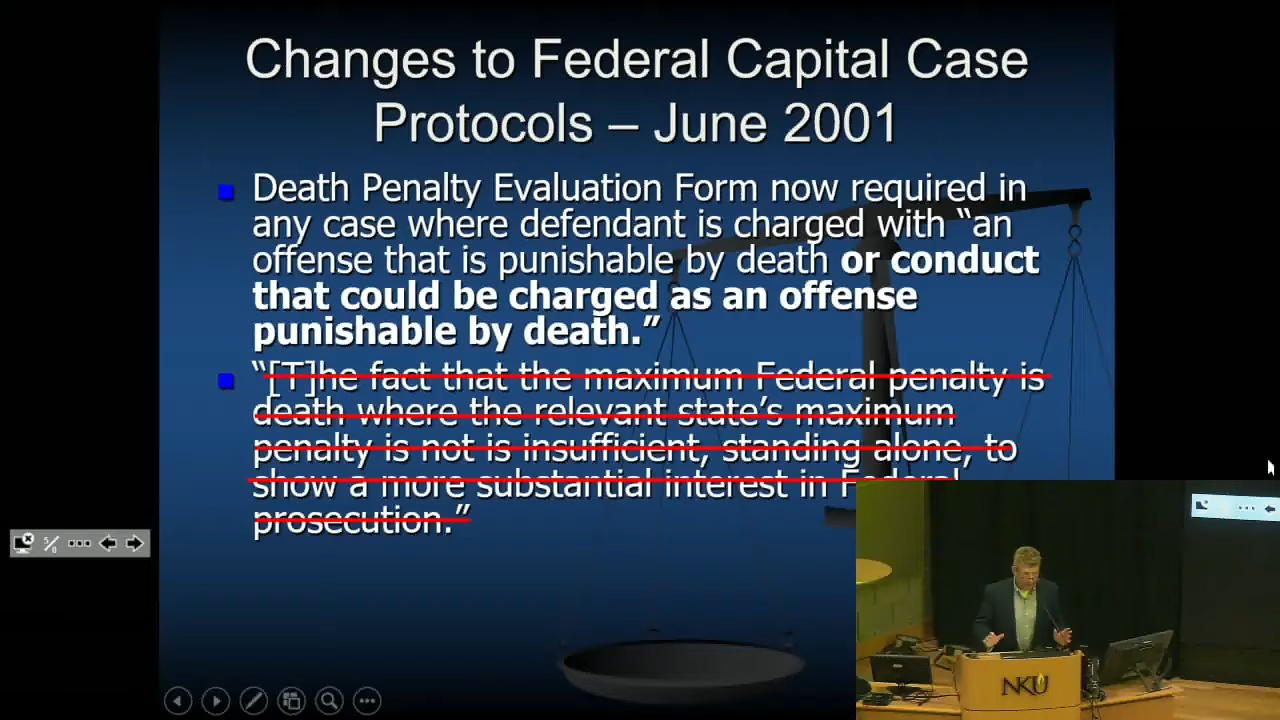 Changes to Federal Capital Case
Protocols – June 2001
Death Penalty Evaluation Form now required in
any case where defendant is charged with “an
offense that is punishable by death or conduct
that could be charged as an offense
punishable by death.”
“[T]he fact that the maximum Federal penalty is
death where the relevant state’s maximum
penalty is not is insufficient, standing alone, to
show a more substantial interest in Federal
prosecution.”
NKU